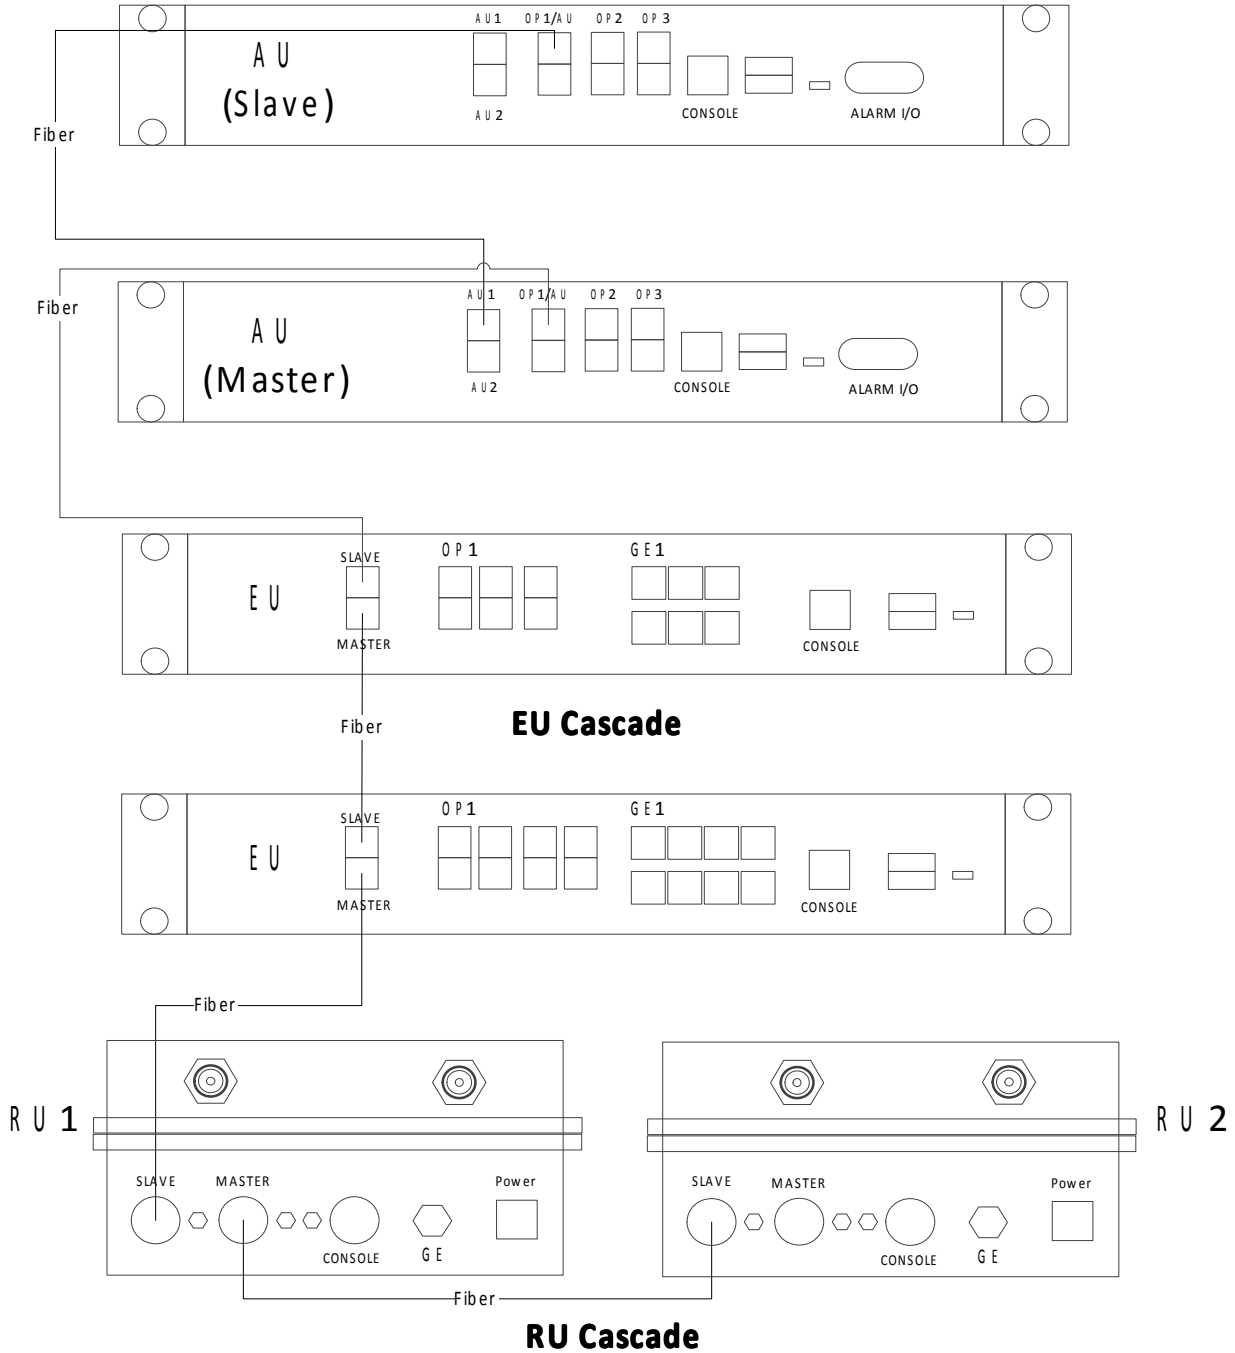 AU1 OP1/AU OP2 OP3
AU
(Slave)
AU2 CONSOLE ALARM I/O
Fiber
Fiber
AU1 OP1/AU OP2 OP3
AU
(Master)
AU2 CONSOLE ALARM I/O
SLAVE OP1 GE1
EU
MASTER CONSOLE
Fiber EU Cascade
SLAVE OP1 GE1
EU
MASTER CONSOLE
Fiber
RU1 RU2
SLAVE MASTER Power SLAVE MASTER Power
CONSOLE GE CONSOLE GE
Fiber
RU Cascade